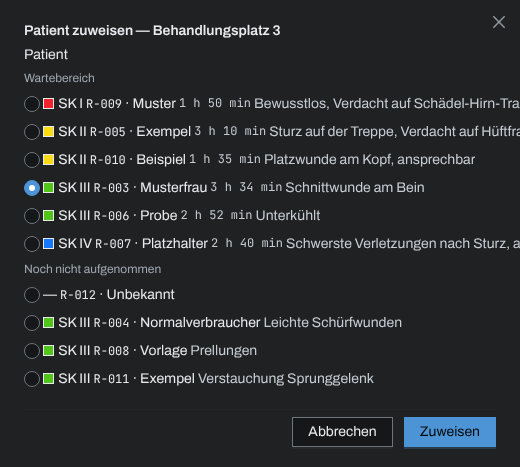 Patient zuweisen — Behandlungsplatz 3
Patient
Wartebereich
SK I R-009 · Muster 1 h 50 min Bewusstlos, Verdacht auf Schädel-Hirn-Tra
SK II R-005 · Exempel 3 h 10 min Sturz auf der Treppe, Verdacht auf Hüftfra
SK II R-010 · Beispiel 1 h 35 min Platzwunde am Kopf, ansprechbar
SK III R-003 · Musterfrau 3 h 34 min Schnittwunde am Bein
SK III R-006 · Probe 2 h 52 min Unterkühlt
SK IV R-007 · Platzhalter 2 h 40 min Schwerste Verletzungen nach Sturz, a
Noch nicht aufgenommen
— R-012 · Unbekannt
SK III R-004 · Normalverbraucher Leichte Schürfwunden
SK III R-008 · Vorlage Prellungen
SK III R-011 · Exempel Verstauchung Sprunggelenk
Abbrechen Zuweisen